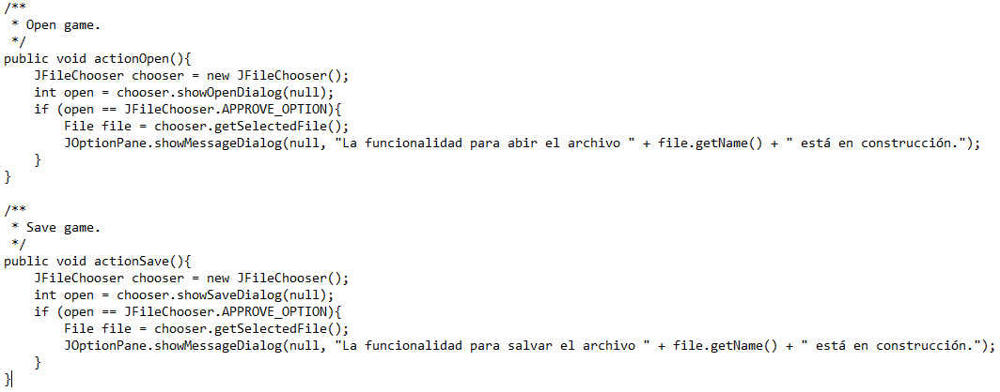 /**
 * Open game.
 */
public void actionOpen(){
    JFileChooser chooser = new JFileChooser();
    int open = chooser.showOpenDialog(null);
    if (open == JFileChooser.APPROVE_OPTION){
        File file = chooser.getSelectedFile();
        JOptionPane.showMessageDialog(null, "La funcionalidad para abir el archivo " + file.getName() + " está en construcción.");
    }
}

/**
 * Save game.
 */
public void actionSave(){
    JFileChooser chooser = new JFileChooser();
    int open = chooser.showSaveDialog(null);
    if (open == JFileChooser.APPROVE_OPTION){
        File file = chooser.getSelectedFile();
        JOptionPane.showMessageDialog(null, "La funcionalidad para salvar el archivo " + file.getName() + " está en construcción.");
    }
}